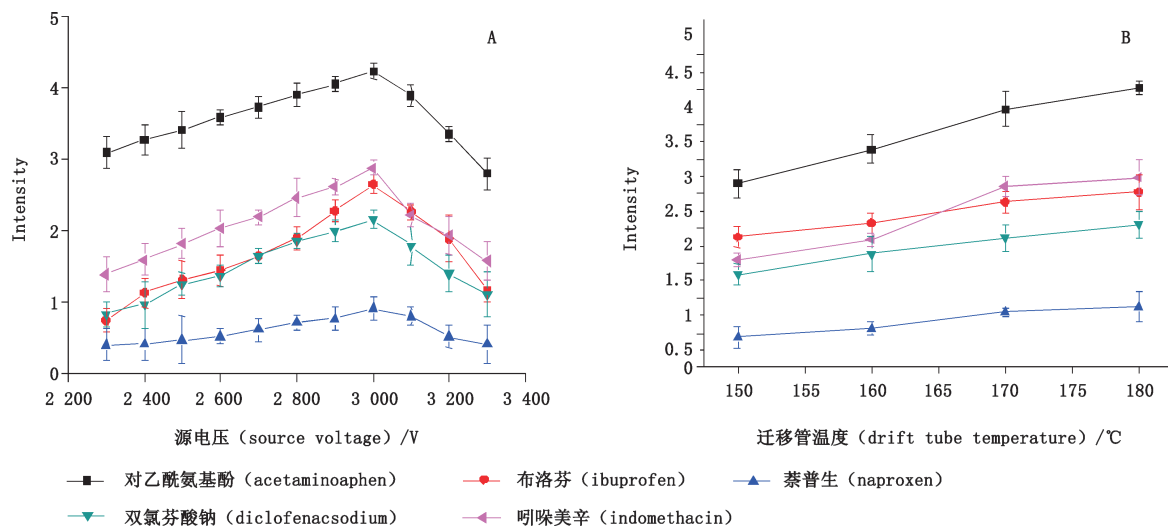 A
5
4
3
2
1
0
Intensity
2 200
2 400
2 600
2 800
3 000
3 200
3 400
源电压（source voltage）/V
B
5
4.5
4
3.5
3
2.5
2
1.5
1
0.5
0
Intensity
150
155
160
165
170
175
180
迁移管温度（drift tube temperature）/℃
对乙酰氨基酚（acetaminoaphen）
布洛芬（ibuprofen）
萘普生（naproxen）
双氯芬酸钠（diclofenacsodium）
吲哚美辛（indomethacin）